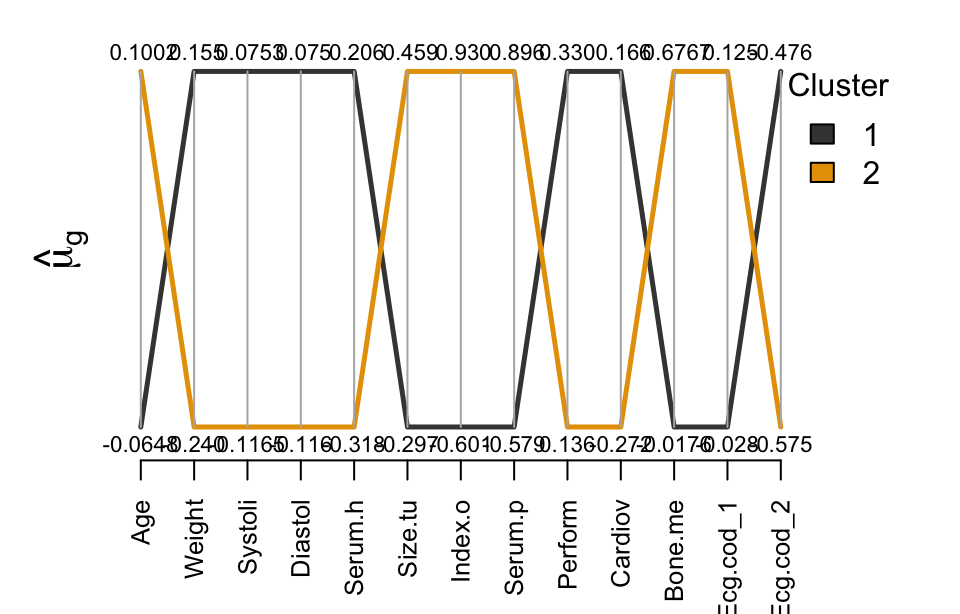 0.1002 0.155 0.0753 0.075 0.206 0.459 0.930 0.896 0.330 0.166 0.6767 0.125 -0.476
Cluster
1
2
μ̂g
-0.0648 -0.240 -0.1165 -0.116 -0.318 -0.297 -0.601 -0.579 0.136 -0.272 -0.0176 -0.028 -0.575
Age
Weight
Systoli
Diastol
Serum.h
Size.tu
Index.o
Serum.p
Perform
Cardiov
Bone.me
Ecg.cod_1
Ecg.cod_2